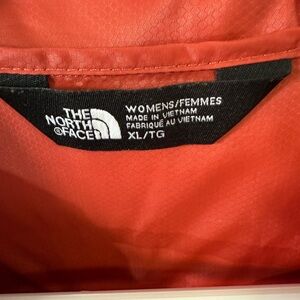 THE
NORTH
FACE
WOMENS/FEMMES
MADE IN VIETNAM
FABRIQUÉ AU VIETNAM
XL/TG